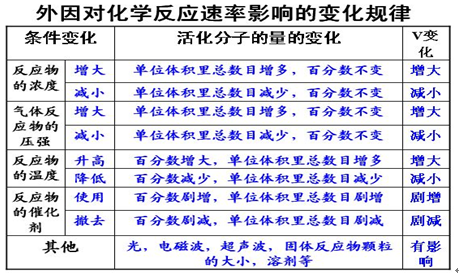 外因对化学反应速率影响的变化规律
条件变化 活化分子的量的变化 V变化
反应物的浓度 增大 单位体积里总数目增多，百分数不变 增大
减小 单位体积里总数目减少，百分数不变 减小
气体反应物的压强 增大 单位体积里总数目增多，百分数不变 增大
减小 单位体积里总数目减少，百分数不变 减小
反应物的温度 升高 百分数增大，单位体积里总数目增多 增大
降低 百分数减少，单位体积里总数目减少 减小
反应物的催化剂 使用 百分数剧增，单位体积里总数目剧增 剧增
撤去 百分数剧减，单位体积里总数目剧减 剧减
其他 光，电磁波，超声波，固体反应物颗粒的大小，溶剂等 有影响